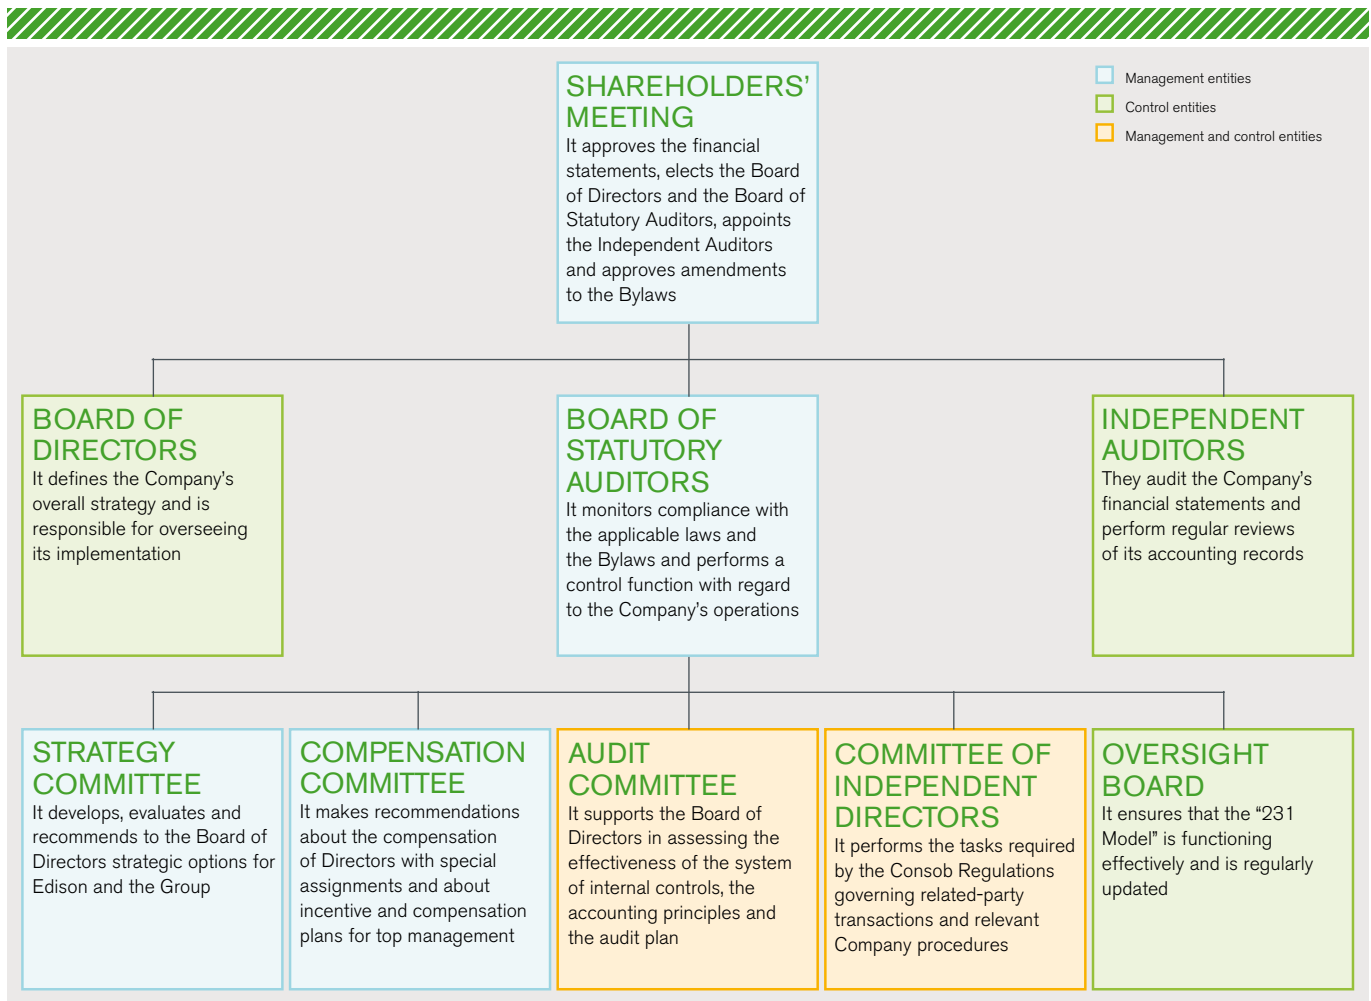 SHAREHOLDERS'
MEETING
It approves the financial
statements, elects the Board
of Directors and the Board of
Statutory Auditors, appoints
the Independent Auditors
and approves amendments
to the Bylaws
Management entities
Control entities
Management and control entities
BOARD OF
DIRECTORS
It defines the Company's
overall strategy and is
responsible for overseeing
its implementation
BOARD OF
STATUTORY
AUDITORS
It monitors compliance with
the applicable laws and
the Bylaws and performs a
control function with regard
to the Company's operations
INDEPENDENT
AUDITORS
They audit the Company's
financial statements and
perform regular reviews
of its accounting records
STRATEGY
COMMITTEE
It develops, evaluates and
recommends to the Board of
Directors strategic options for
Edison and the Group
COMPENSATION
COMMITTEE
It makes recommendations
about the compensation
of Directors with special
assignments and about
incentive and compensation
plans for top management
AUDIT
COMMITTEE
It supports the Board of
Directors in assessing the
effectiveness of the system
of internal controls, the
accounting principles and
the audit plan
COMMITTEE OF
INDEPENDENT
DIRECTORS
It performs the tasks required
by the Consob Regulations
governing related-party
transactions and relevant
Company procedures
OVERSIGHT
BOARD
It ensures that the "231
Model" is functioning
effectively and is regularly
updated